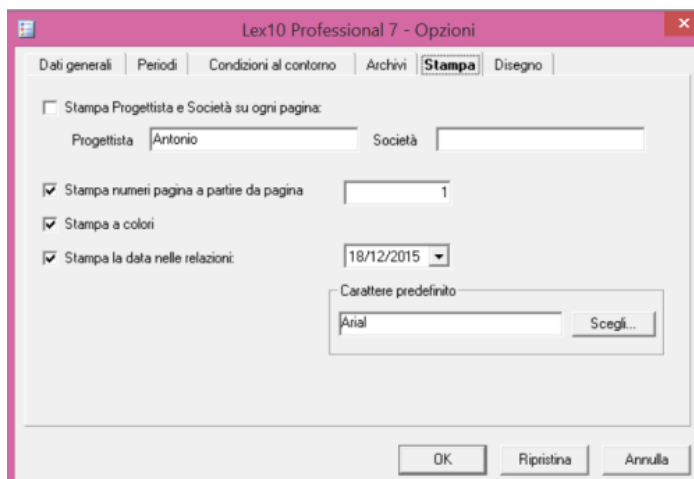 Lex10 Professional 7 - Opzioni
Dati generali Periodi Condizioni al contorno Archivi Stampa Disegno
Stampa Progettista e Società su ogni pagina:
Progettista Antonio Società
Stampa numeri pagina a partire da pagina 1
Stampa a colori
Stampa la data nelle relazioni: 18/12/2015
Carattere predefinito
Arial Scegli...
OK Ripristina Annulla